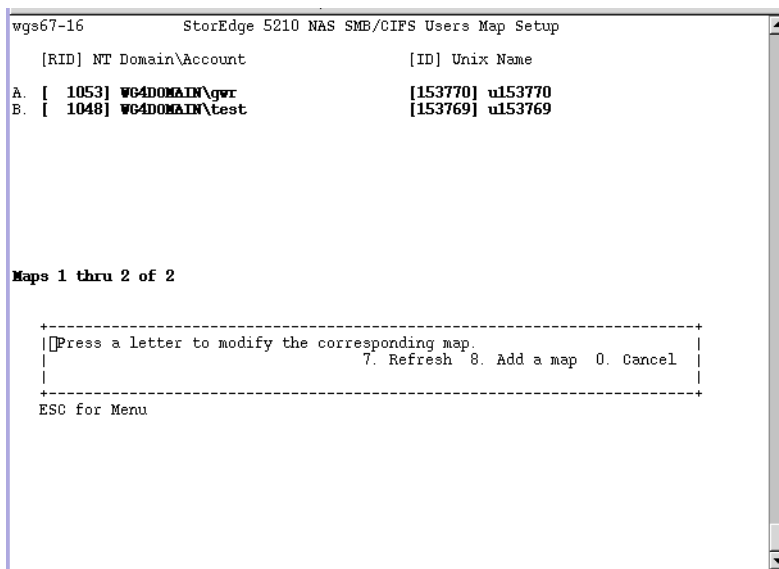 wgs67-16 StorEdge 5210 NAS SMB/CIFS Users Map Setup
[RID] NT Domain\Account [ID] Unix Name
A. [ 1053] WG4DOMAIN\gwr [153770] u153770
B. [ 1048] WG4DOMAIN\test [153769] u153769
Maps 1 thru 2 of 2
Press a letter to modify the corresponding map.
7. Refresh 8. Add a map 0. Cancel
ESC for Menu